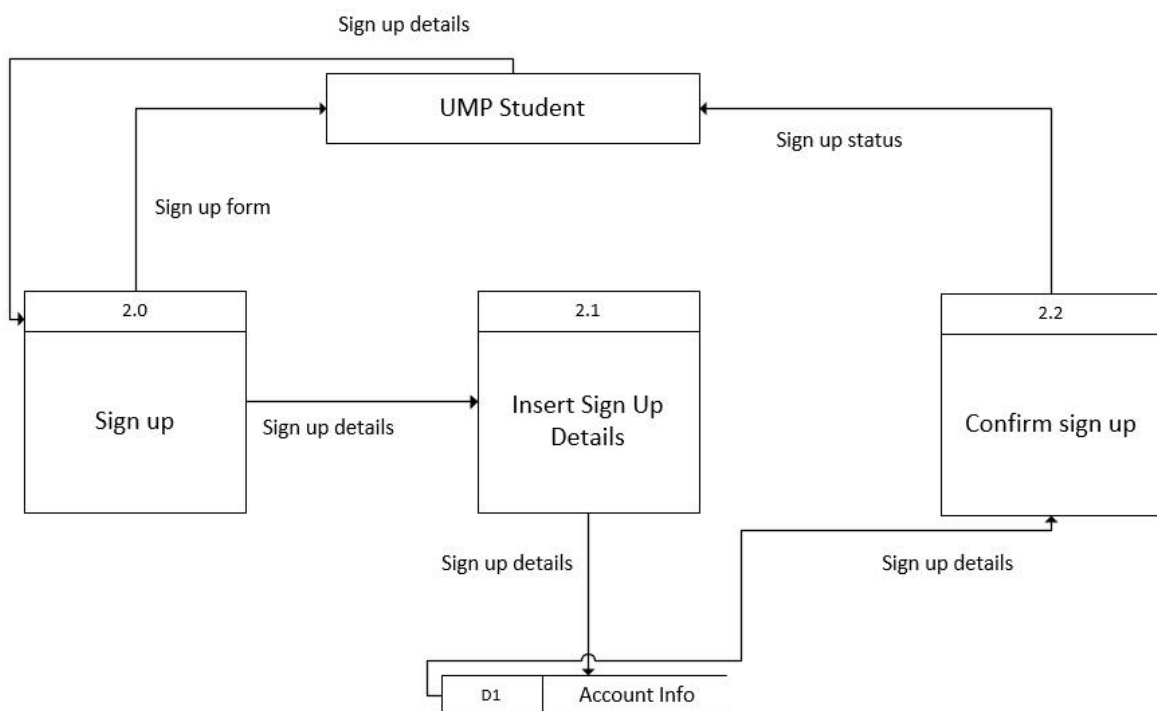 Sign up details
UMP Student
Sign up status
Sign up form
2.0
2.1
2.2
Sign up
Insert Sign Up
Details
Confirm sign up
Sign up details
Sign up details
Sign up details
D1
Account Info